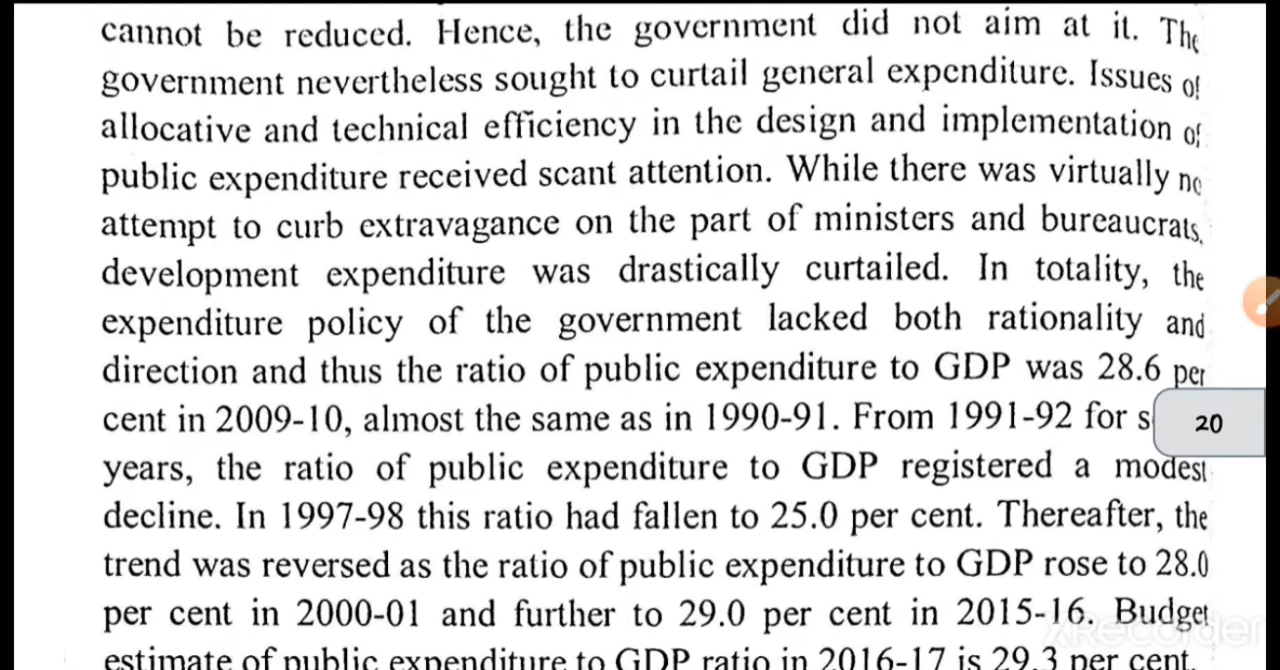 cannot be reduced. Hence, the government did not aim at it. The
government nevertheless sought to curtail general expenditure. Issues of
allocative and technical efficiency in the design and implementation of
public expenditure received scant attention. While there was virtually no
attempt to curb extravagance on the part of ministers and bureaucrats,
development expenditure was drastically curtailed. In totality, the
expenditure policy of the government lacked both rationality and
direction and thus the ratio of public expenditure to GDP was 28.6 per
cent in 2009-10, almost the same as in 1990-91. From 1991-92 for
20
years, the ratio of public expenditure to GDP registered a modest
decline. In 1997-98 this ratio had fallen to 25.0 per cent. Thereafter, the
trend was reversed as the ratio of public expenditure to GDP rose to 28.0
per cent in 2000-01 and further to 29.0 per cent in 2015-16. Budget
XRecorder
estimate of public expenditure to GDP ratio in 2016-17 is 29.3 per cent.